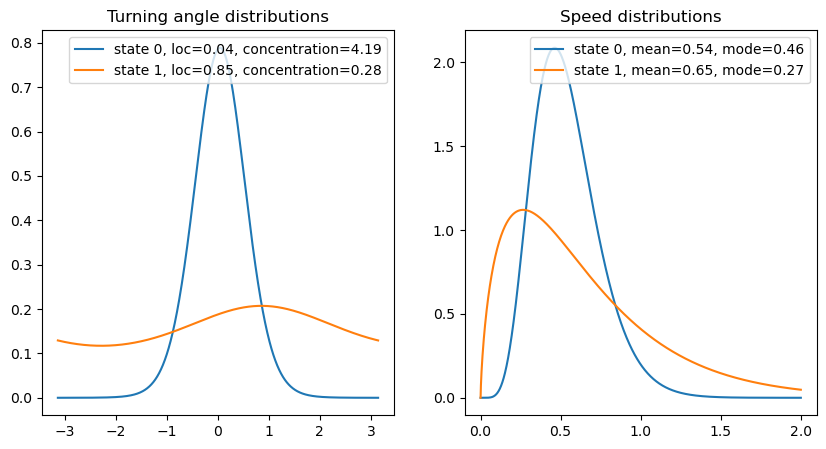 Turning angle distributions
state 0, loc=0.04, concentration=4.19
state 1, loc=0.85, concentration=0.28
0.8
0.7
0.6
0.5
0.4
0.3
0.2
0.1
0.0
−3 −2 −1 0 1 2 3
Speed distributions
state 0, mean=0.54, mode=0.46
state 1, mean=0.65, mode=0.27
2.0
1.5
1.0
0.5
0.0
0.0 0.5 1.0 1.5 2.0